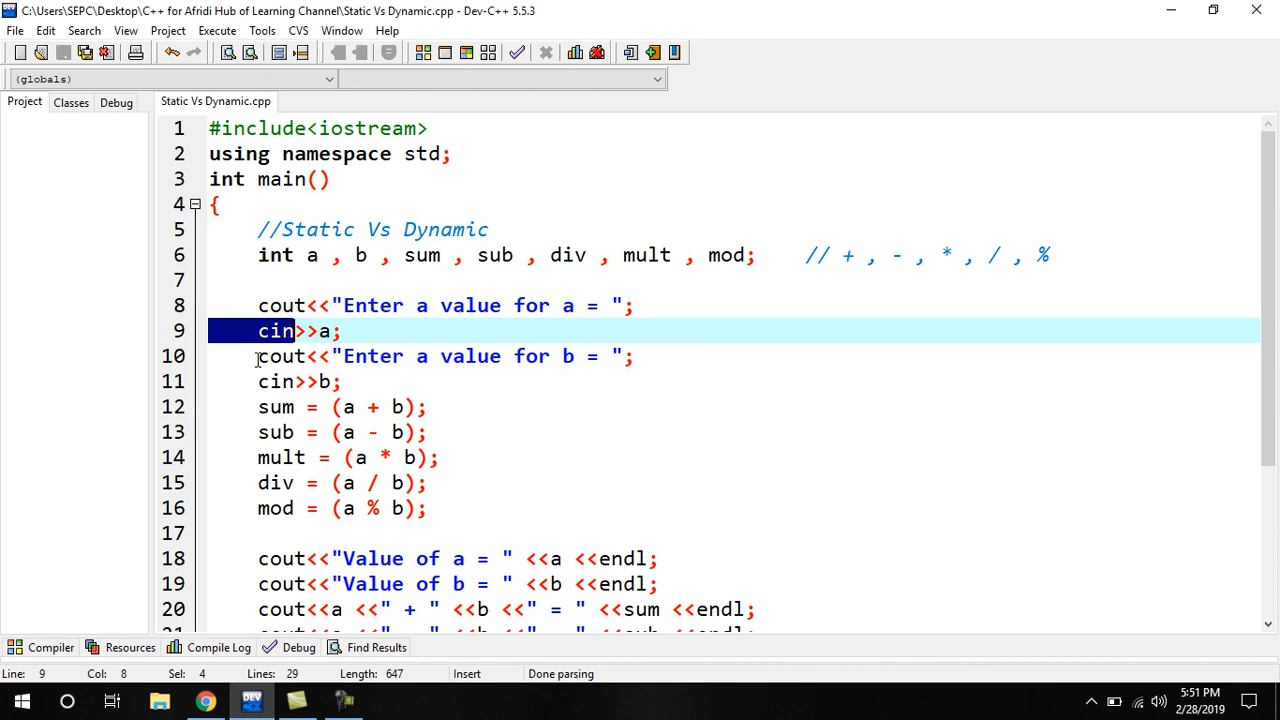 C:\Users\SEPC\Desktop\C++ for Afridi Hub of Learning Channel\Static Vs Dynamic.cpp - Dev-C++ 5.5.3
File Edit Search View Project Execute Tools CVS Window Help
(globals)
Project Classes Debug Static Vs Dynamic.cpp
1 #include<iostream>
2 using namespace std;
3 int main()
4 {
5 //Static Vs Dynamic
6 int a , b , sum , sub , div , mult , mod; // + , - , * , / , %
7
8 cout<<"Enter a value for a = ";
9 cin>>a;
10 cout<<"Enter a value for b = ";
11 cin>>b;
12 sum = (a + b);
13 sub = (a - b);
14 mult = (a * b);
15 div = (a / b);
16 mod = (a % b);
17
18 cout<<"Value of a = " <<a <<endl;
19 cout<<"Value of b = " <<b <<endl;
20 cout<<a <<" + " <<b <<" = " <<sum <<endl;
Compiler Resources Compile Log Debug Find Results
Line: 9 Col: 8 Sel: 4 Lines: 29 Length: 647 Insert Done parsing
DEV
5:51 PM
2/28/2019